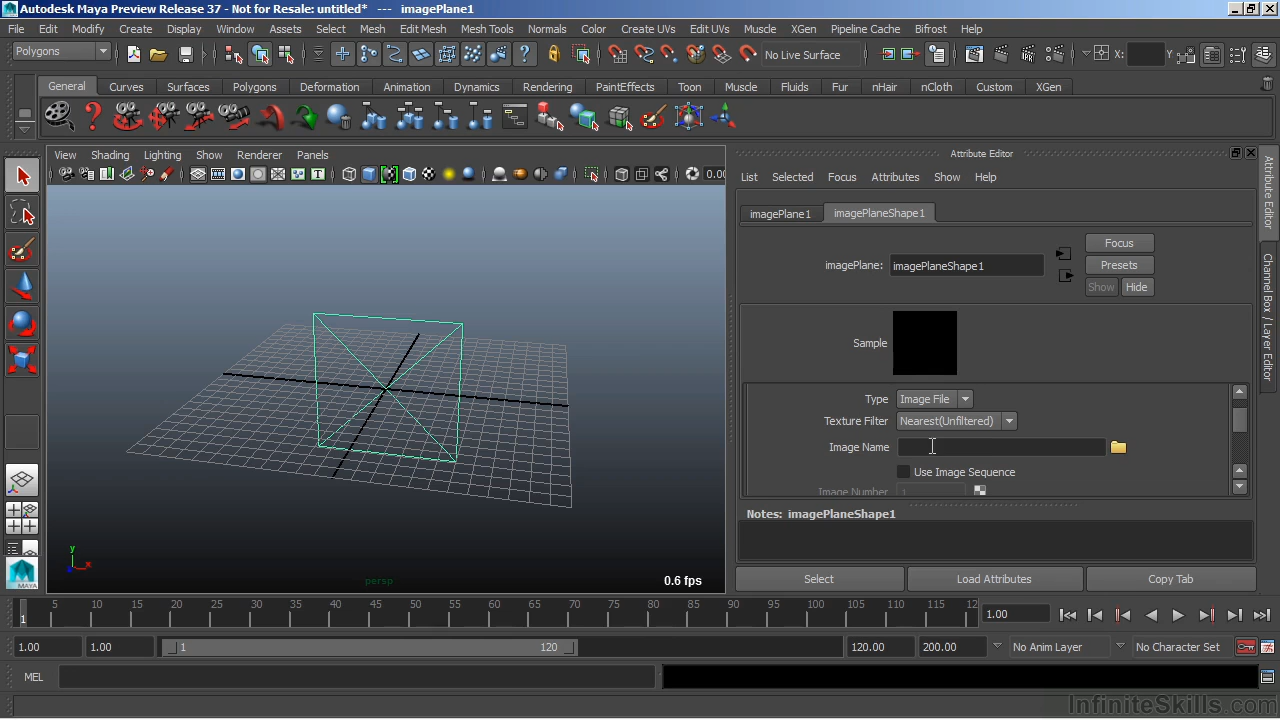 Autodesk Maya Preview Release 37 - Not for Resale: untitled* --- imagePlane1
File Edit Modify Create Display Window Assets Select Mesh Edit Mesh Mesh Tools Normals Color Create UVs Edit UVs Muscle XGen Pipeline Cache Bifrost Help
Polygons No Live Surface X:
General Curves Surfaces Polygons Deformation Animation Dynamics Rendering PaintEffects Toon Muscle Fluids Fur nHair nCloth Custom XGen
View Shading Lighting Show Renderer Panels
0.00
Attribute Editor
List Selected Focus Attributes Show Help
imagePlane1 imagePlaneShape1
Focus
imagePlane: imagePlaneShape1 Presets
Show Hide
Sample
Type Image File
Texture Filter Nearest(Unfiltered)
Image Name
Use Image Sequence
Image Number 1
Notes: imagePlaneShape1
Select Load Attributes Copy Tab
Attribute Editor
Channel Box / Layer Editor
y
x
persp
0.6 fps
MAYA
1 5 10 15 20 25 30 35 40 45 50 55 60 65 70 75 80 85 90 95 100 105 110 115 12 1.00
1.00 1.00 1 120 120.00 200.00 No Anim Layer No Character Set
MEL
InfiniteSkills.com